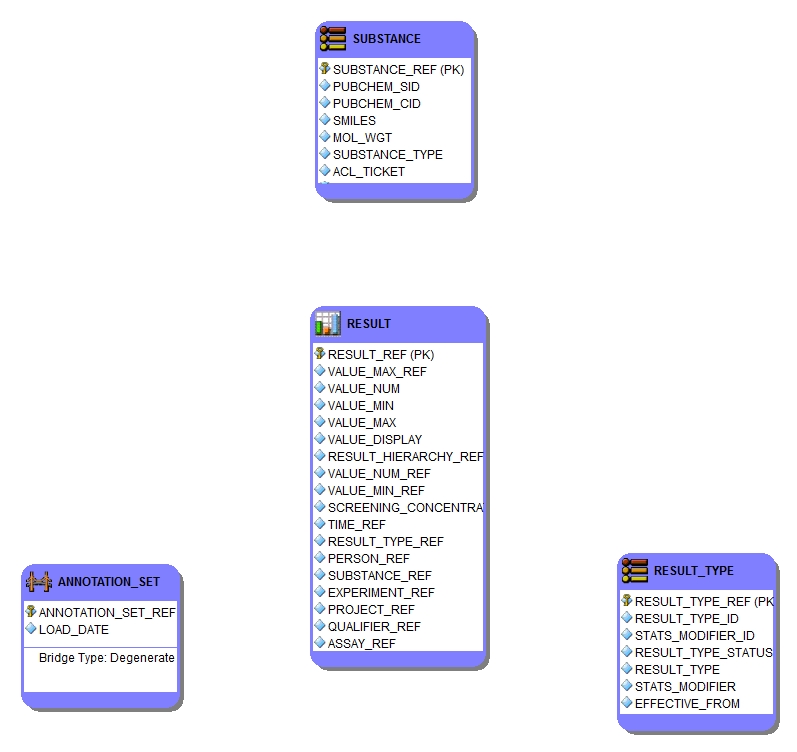 SUBSTANCE
SUBSTANCE_REF (PK)
PUBCHEM_SID
PUBCHEM_CID
SMILES
MOL_WGT
SUBSTANCE_TYPE
ACL_TICKET
RESULT
RESULT_REF (PK)
VALUE_MAX_REF
VALUE_NUM
VALUE_MIN
VALUE_MAX
VALUE_DISPLAY
RESULT_HIERARCHY_REF
VALUE_NUM_REF
VALUE_MIN_REF
SCREENING_CONCENTRA
TIME_REF
RESULT_TYPE_REF
PERSON_REF
SUBSTANCE_REF
EXPERIMENT_REF
PROJECT_REF
QUALIFIER_REF
ASSAY_REF
ANNOTATION_SET
ANNOTATION_SET_REF
LOAD_DATE
Bridge Type: Degenerate
RESULT_TYPE
RESULT_TYPE_REF (PK
RESULT_TYPE_ID
STATS_MODIFIER_ID
RESULT_TYPE_STATUS
RESULT_TYPE
STATS_MODIFIER
EFFECTIVE_FROM